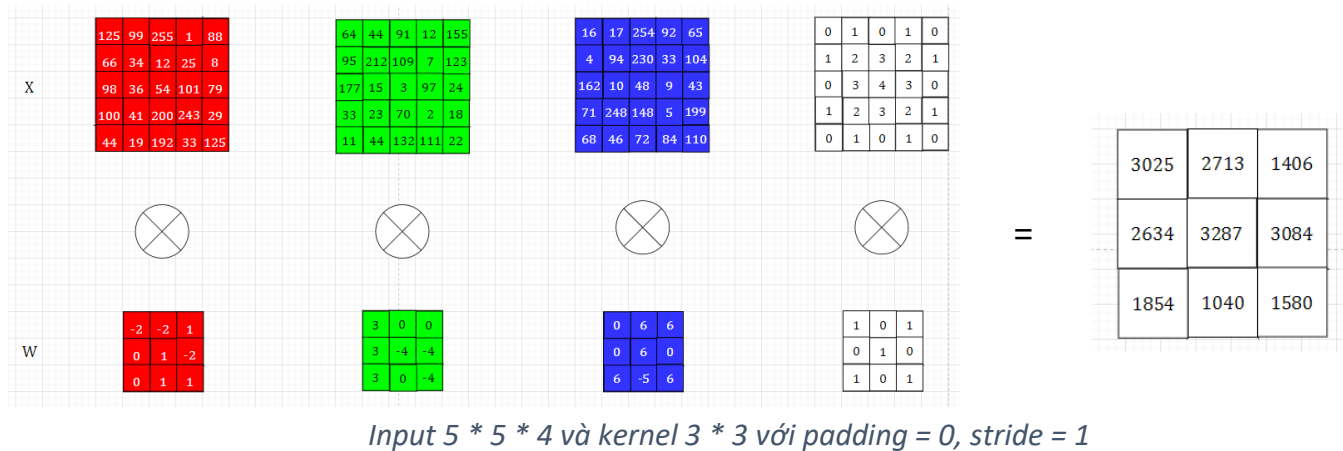 125 99 255 1 88 64 44 91 12 155 16 17 254 92 65 0 1 0 1 0
66 34 12 25 8 95 212 109 7 123 4 94 230 33 104 1 2 3 2 1
X 98 36 54 101 79 177 15 3 97 24 162 10 48 9 43 0 3 4 3 0
100 41 200 243 29 33 23 70 2 18 71 248 148 5 199 1 2 3 2 1
44 19 192 33 125 11 44 132 111 22 68 46 72 84 110 0 1 0 1 0
3025 2713 1406
= 2634 3287 3084
1854 1040 1580
-2 -2 1 3 0 0 0 6 6 1 0 1
W 0 1 -2 3 -4 -4 0 6 0 0 1 0
0 1 1 3 0 -4 6 -5 6 1 0 1
Input 5 * 5 * 4 và kernel 3 * 3 với padding = 0, stride = 1